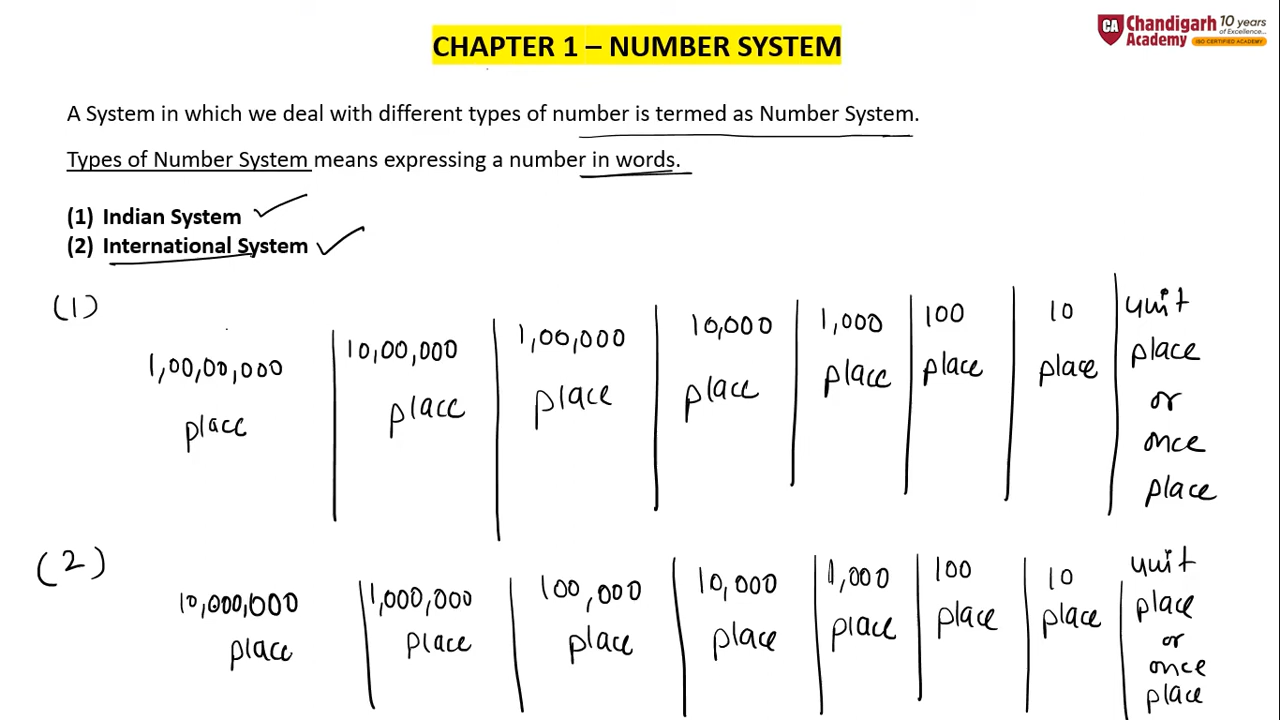 CHAPTER 1 – NUMBER SYSTEM
CA Chandigarh Academy 10 years of Excellence...
ISO CERTIFIED ACADEMY
A System in which we deal with different types of number is termed as Number System.
Types of Number System means expressing a number in words.
(1) Indian System
(2) International System
(1)
1,00,00,000 place
10,00,000 place
1,00,000 place
10,000 place
1,000 place
100 place
10 place
unit place or once place
(2)
10,000,000 place
1,000,000 place
100,000 place
10,000 place
1,000 place
100 place
10 place
unit place or once place